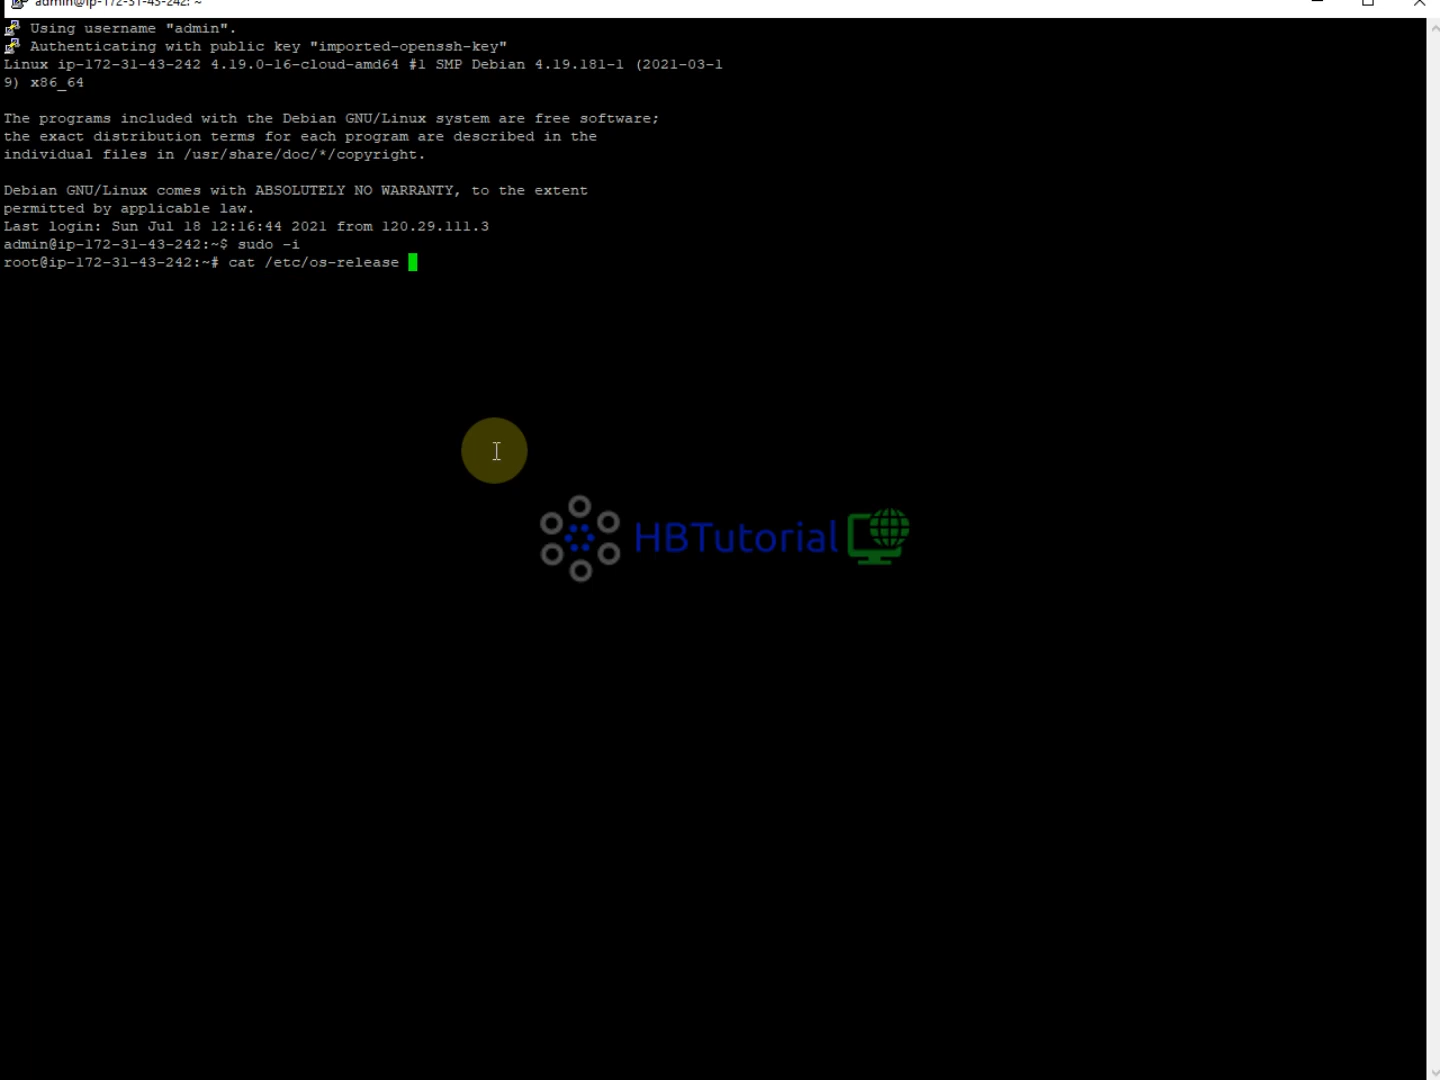 admin@ip-172-31-43-242: ~
Using username "admin".
Authenticating with public key "imported-openssh-key"
Linux ip-172-31-43-242 4.19.0-16-cloud-amd64 #1 SMP Debian 4.19.181-1 (2021-03-1
9) x86_64
The programs included with the Debian GNU/Linux system are free software;
the exact distribution terms for each program are described in the
individual files in /usr/share/doc/*/copyright.
Debian GNU/Linux comes with ABSOLUTELY NO WARRANTY, to the extent
permitted by applicable law.
Last login: Sun Jul 18 12:16:44 2021 from 120.29.111.3
admin@ip-172-31-43-242:~$ sudo -i
root@ip-172-31-43-242:~# cat /etc/os-release
HBTutorial